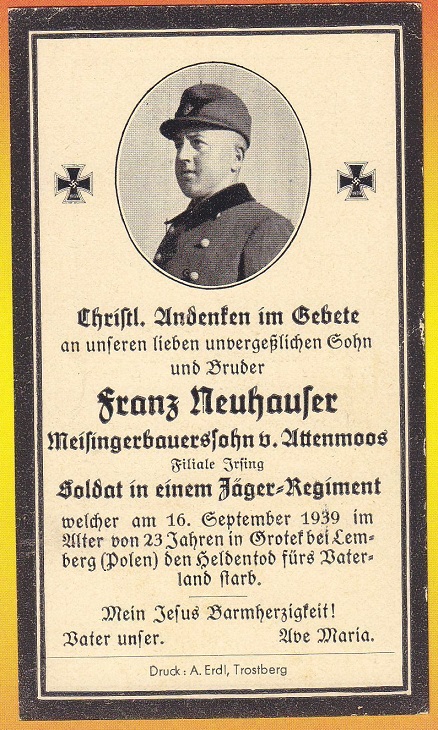 Christl. Andenken im Gebete
an unseren lieben unvergeßlichen Sohn
und Bruder
Franz Neuhauser
Meisingerbauerssohn v. Attenmoos
Filiale Irsing
Soldat in einem Jäger-Regiment
welcher am 16. September 1939 im
Alter von 23 Jahren in Grotek bei Lem-
berg (Polen) den Heldentod fürs Vater-
land starb.
Mein Jesus Barmherzigkeit!
Vater unser. Ave Maria.
Druck: A. Erdl, Trostberg